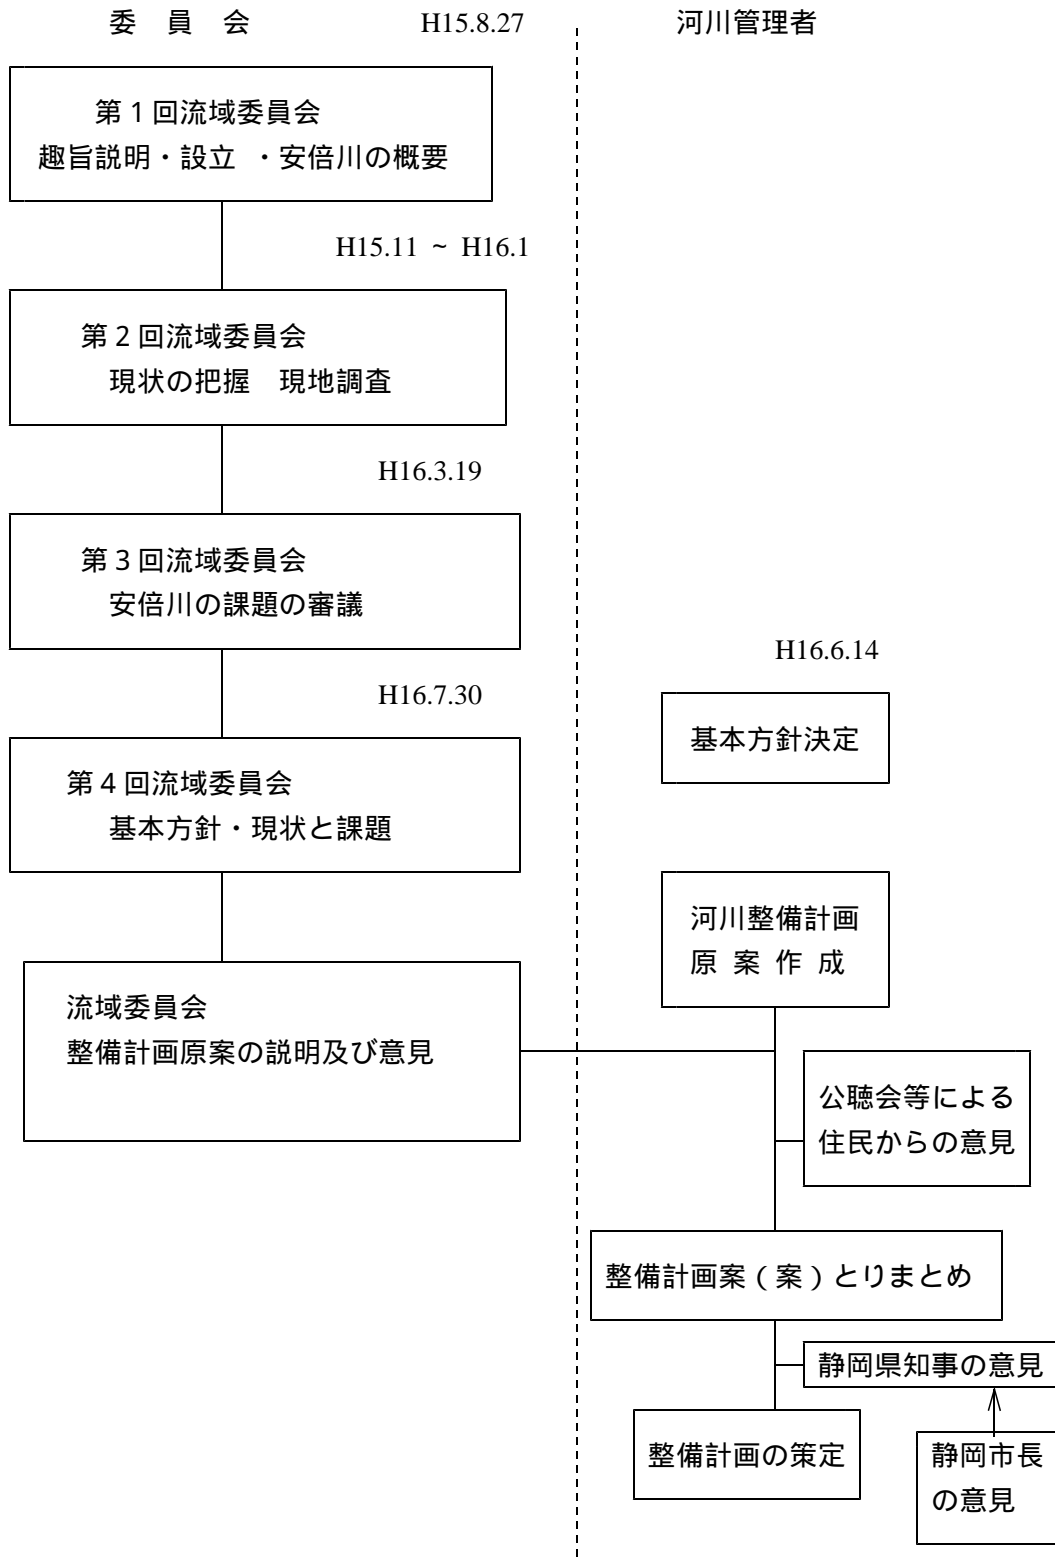 委　員　会
H15.8.27
河川管理者
第１回流域委員会
趣旨説明・設立 ・安倍川の概要
H15.11 ~ H16.1
第２回流域委員会
現状の把握　現地調査
H16.3.19
第３回流域委員会
安倍川の課題の審議
H16.6.14
H16.7.30
基本方針決定
第４回流域委員会
基本方針・現状と課題
河川整備計画
原 案 作 成
流域委員会
整備計画原案の説明及び意見
公聴会等による
住民からの意見
整備計画案（案）とりまとめ
静岡県知事の意見
整備計画の策定
静岡市長
の意見